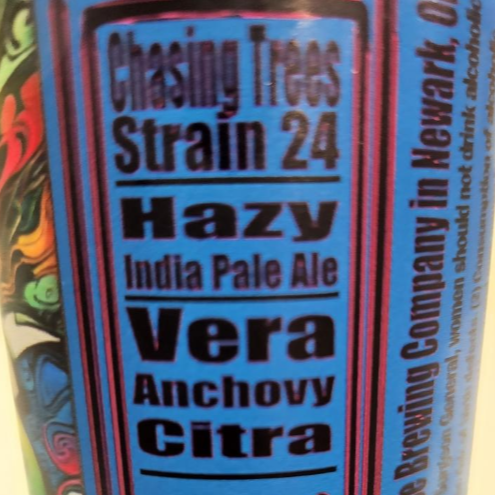 Chasing Trees
Strain 24
Hazy
India Pale Ale
Vera
Anchovy
Citra
Brewing Company in Newark,
General, women should not drink alcoholic